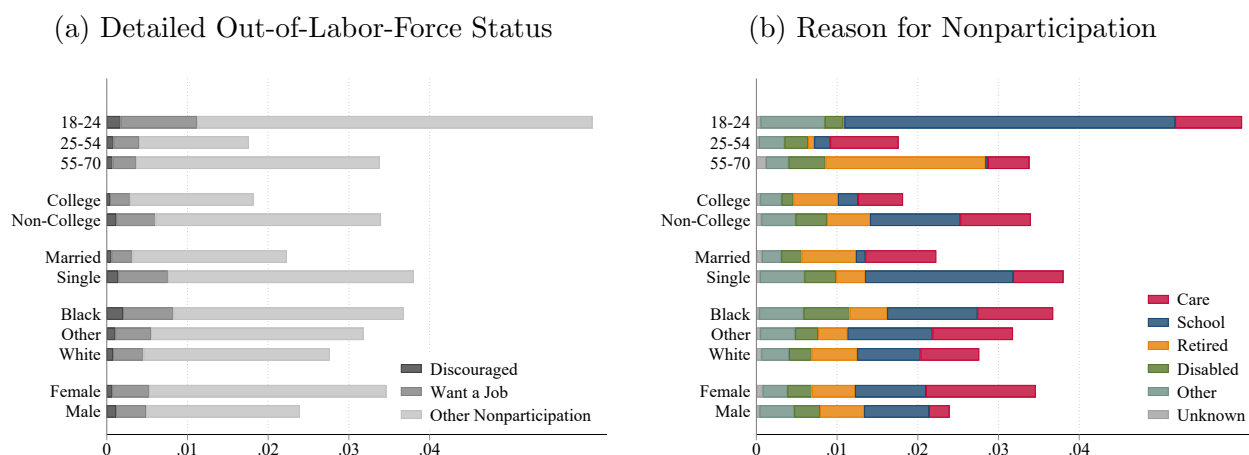 (a) Detailed Out-of-Labor-Force Status
18-24
25-54
55-70
College
Non-College
Married
Single
Black
Other
White
Female
Male
Discouraged
Want a Job
Other Nonparticipation
0 .01 .02 .03 .04
(b) Reason for Nonparticipation
18-24
25-54
55-70
College
Non-College
Married
Single
Black
Other
White
Female
Male
Care
School
Retired
Disabled
Other
Unknown
0 .01 .02 .03 .04